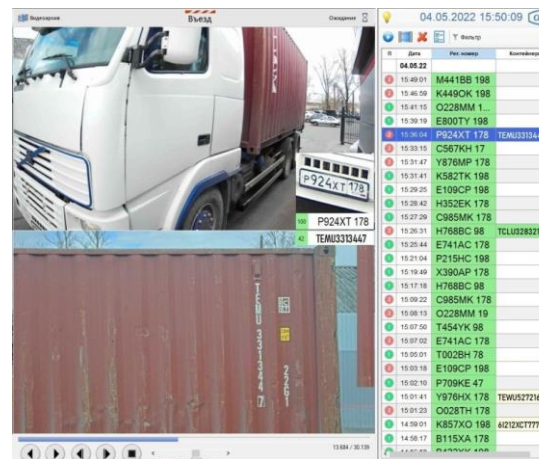 Видеоархив
Въезд
Ожидание
P924XT 178
100 P924XT 178
42 TEMU3313447
TEMU 331344 7
22G1
13 684 / 30 139
04.05.2022 15:50:09
Фильтр
Дата Рег. номер Контейнер
04.05.22
15:49:01 M441BB 198
15:46:59 K449OK 198
15:41:15 O228MM 1...
15:39:19 E800TY 198
15:36:04 P924XT 178 TEMU331344
15:33:15 C567KH 17
15:31:47 Y876MP 178
15:31:41 K582TK 198
15:29:25 E109CP 198
15:28:42 H352EK 178
15:27:29 C985MK 178
15:26:31 H768BC 98 TCLU328321
15:25:44 E741AC 178
15:21:04 P215HC 198
15:19:49 X390AP 178
15:17:18 H768BC 98
15:09:22 C985MK 178
15:08:13 O228MM 19
15:07:50 T454YK 98
15:07:02 E741AC 178
15:05:01 T002BH 78
15:03:18 E109CP 198
15:02:10 P709KE 47
15:01:41 Y976HX 178 TEWU527216
15:01:23 O028TH 178
14:59:01 K857XO 198 6I212XCT777
14:58:17 B115XA 178